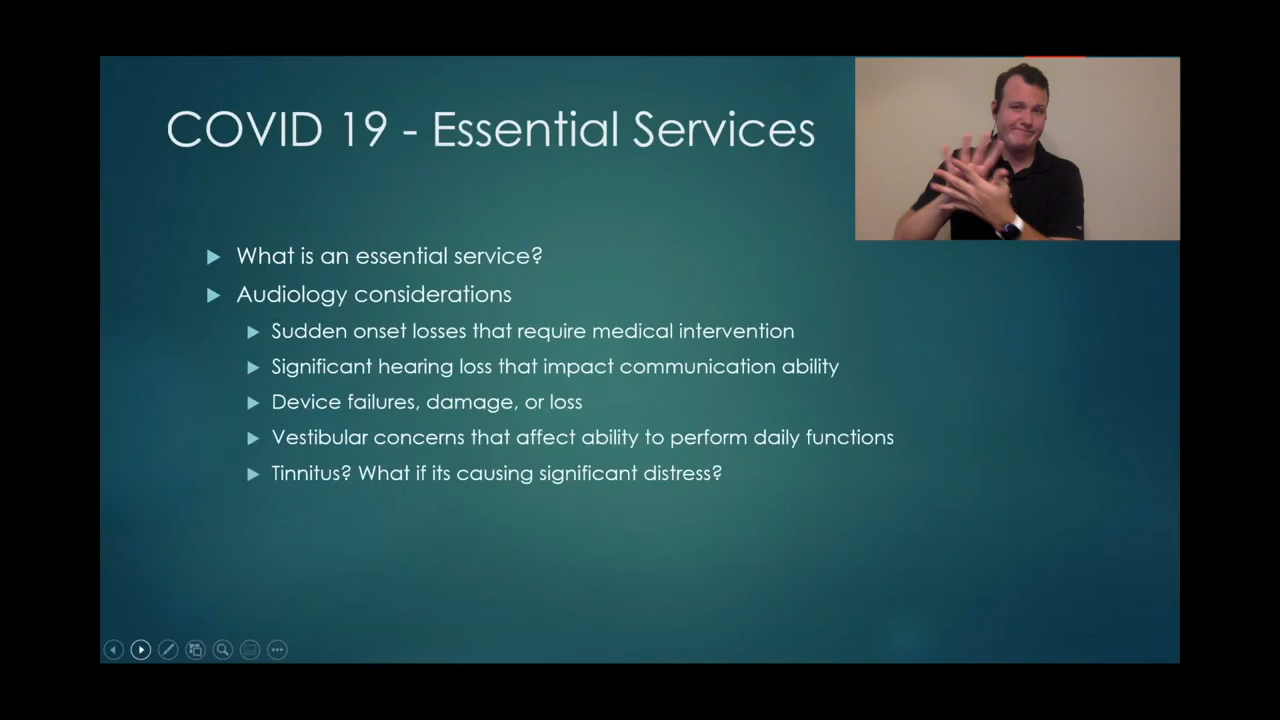 COVID 19 - Essential Services
What is an essential service?
Audiology considerations
Sudden onset losses that require medical intervention
Significant hearing loss that impact communication ability
Device failures, damage, or loss
Vestibular concerns that affect ability to perform daily functions
Tinnitus? What if its causing significant distress?